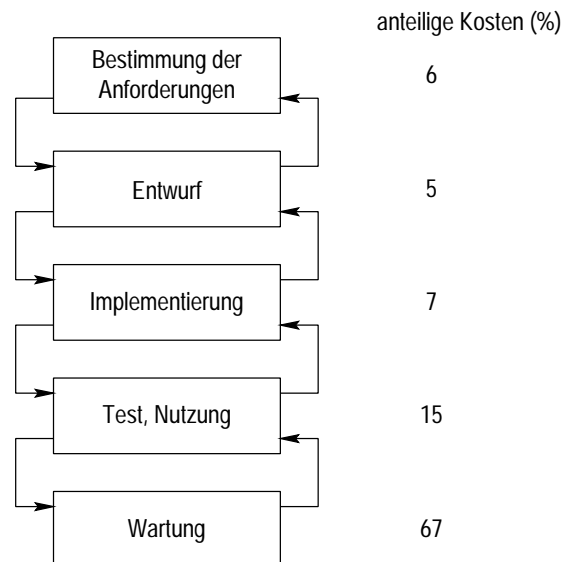 anteilige Kosten (%)
Bestimmung der
Anforderungen
6
Entwurf
5
Implementierung
7
Test, Nutzung
15
Wartung
67